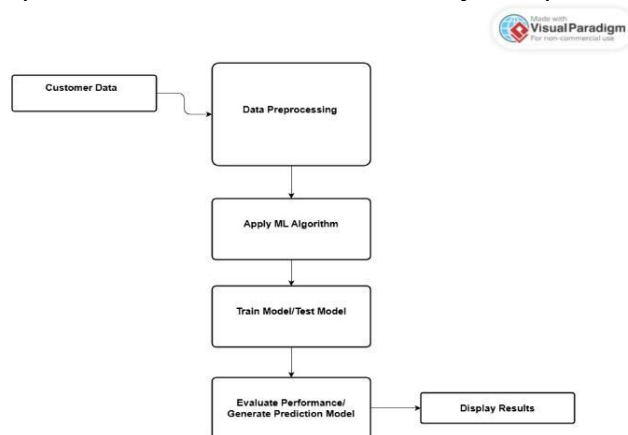 Made with
Visual Paradigm
For non-commercial use
Customer Data
Data Preprocessing
Apply ML Algorithm
Train Model/Test Model
Evaluate Performance/
Generate Prediction Model
Display Results